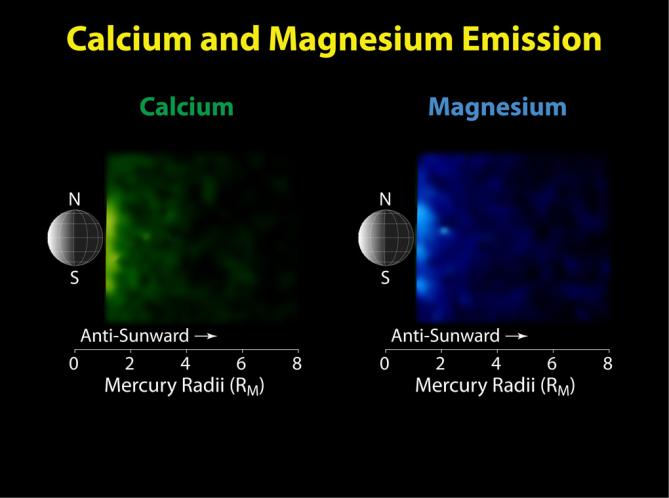 Calcium and Magnesium Emission
Calcium
Magnesium
N
N
S
S
Anti-Sunward →
Anti-Sunward →
0 2 4 6 8
0 2 4 6 8
Mercury Radii (RM)
Mercury Radii (RM)